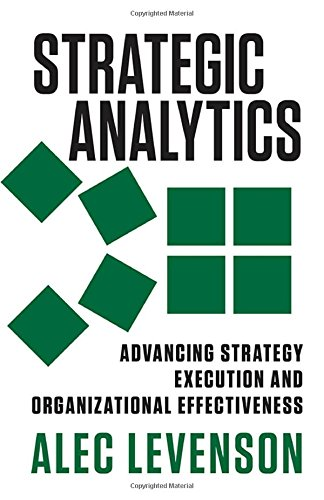 Copyrighted Material
STRATEGIC
ANALYTICS
ADVANCING STRATEGY
EXECUTION AND
ORGANIZATIONAL EFFECTIVENESS
ALEC LEVENSON
Copyrighted Material